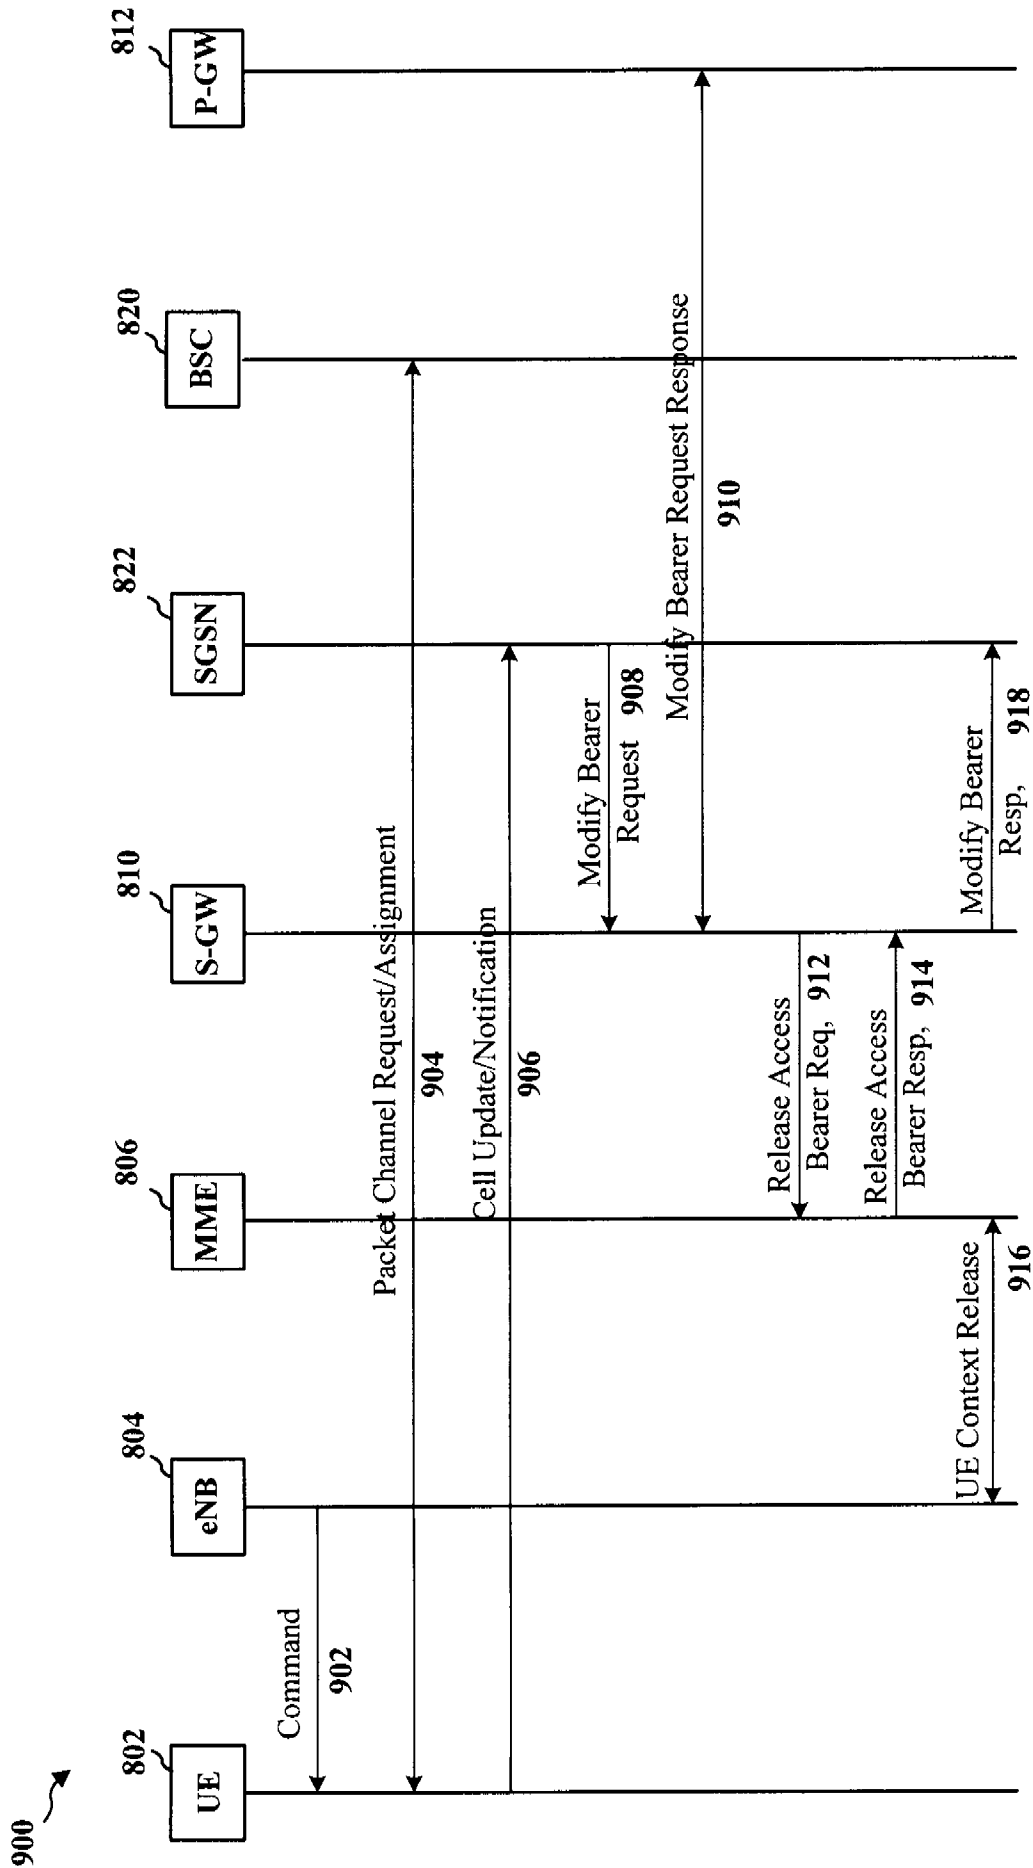 900
802
804
806
810
822
820
812
UE
eNB
MME
S-GW
SGSN
BSC
P-GW
Command
902
Packet Channel Request/Assignment
904
Cell Update/Notification
906
Modify Bearer
Request 908
Modify Bearer Request Response
910
Release Access
Bearer Req, 912
Release Access
Bearer Resp, 914
UE Context Release
916
Modify Bearer
Resp, 918